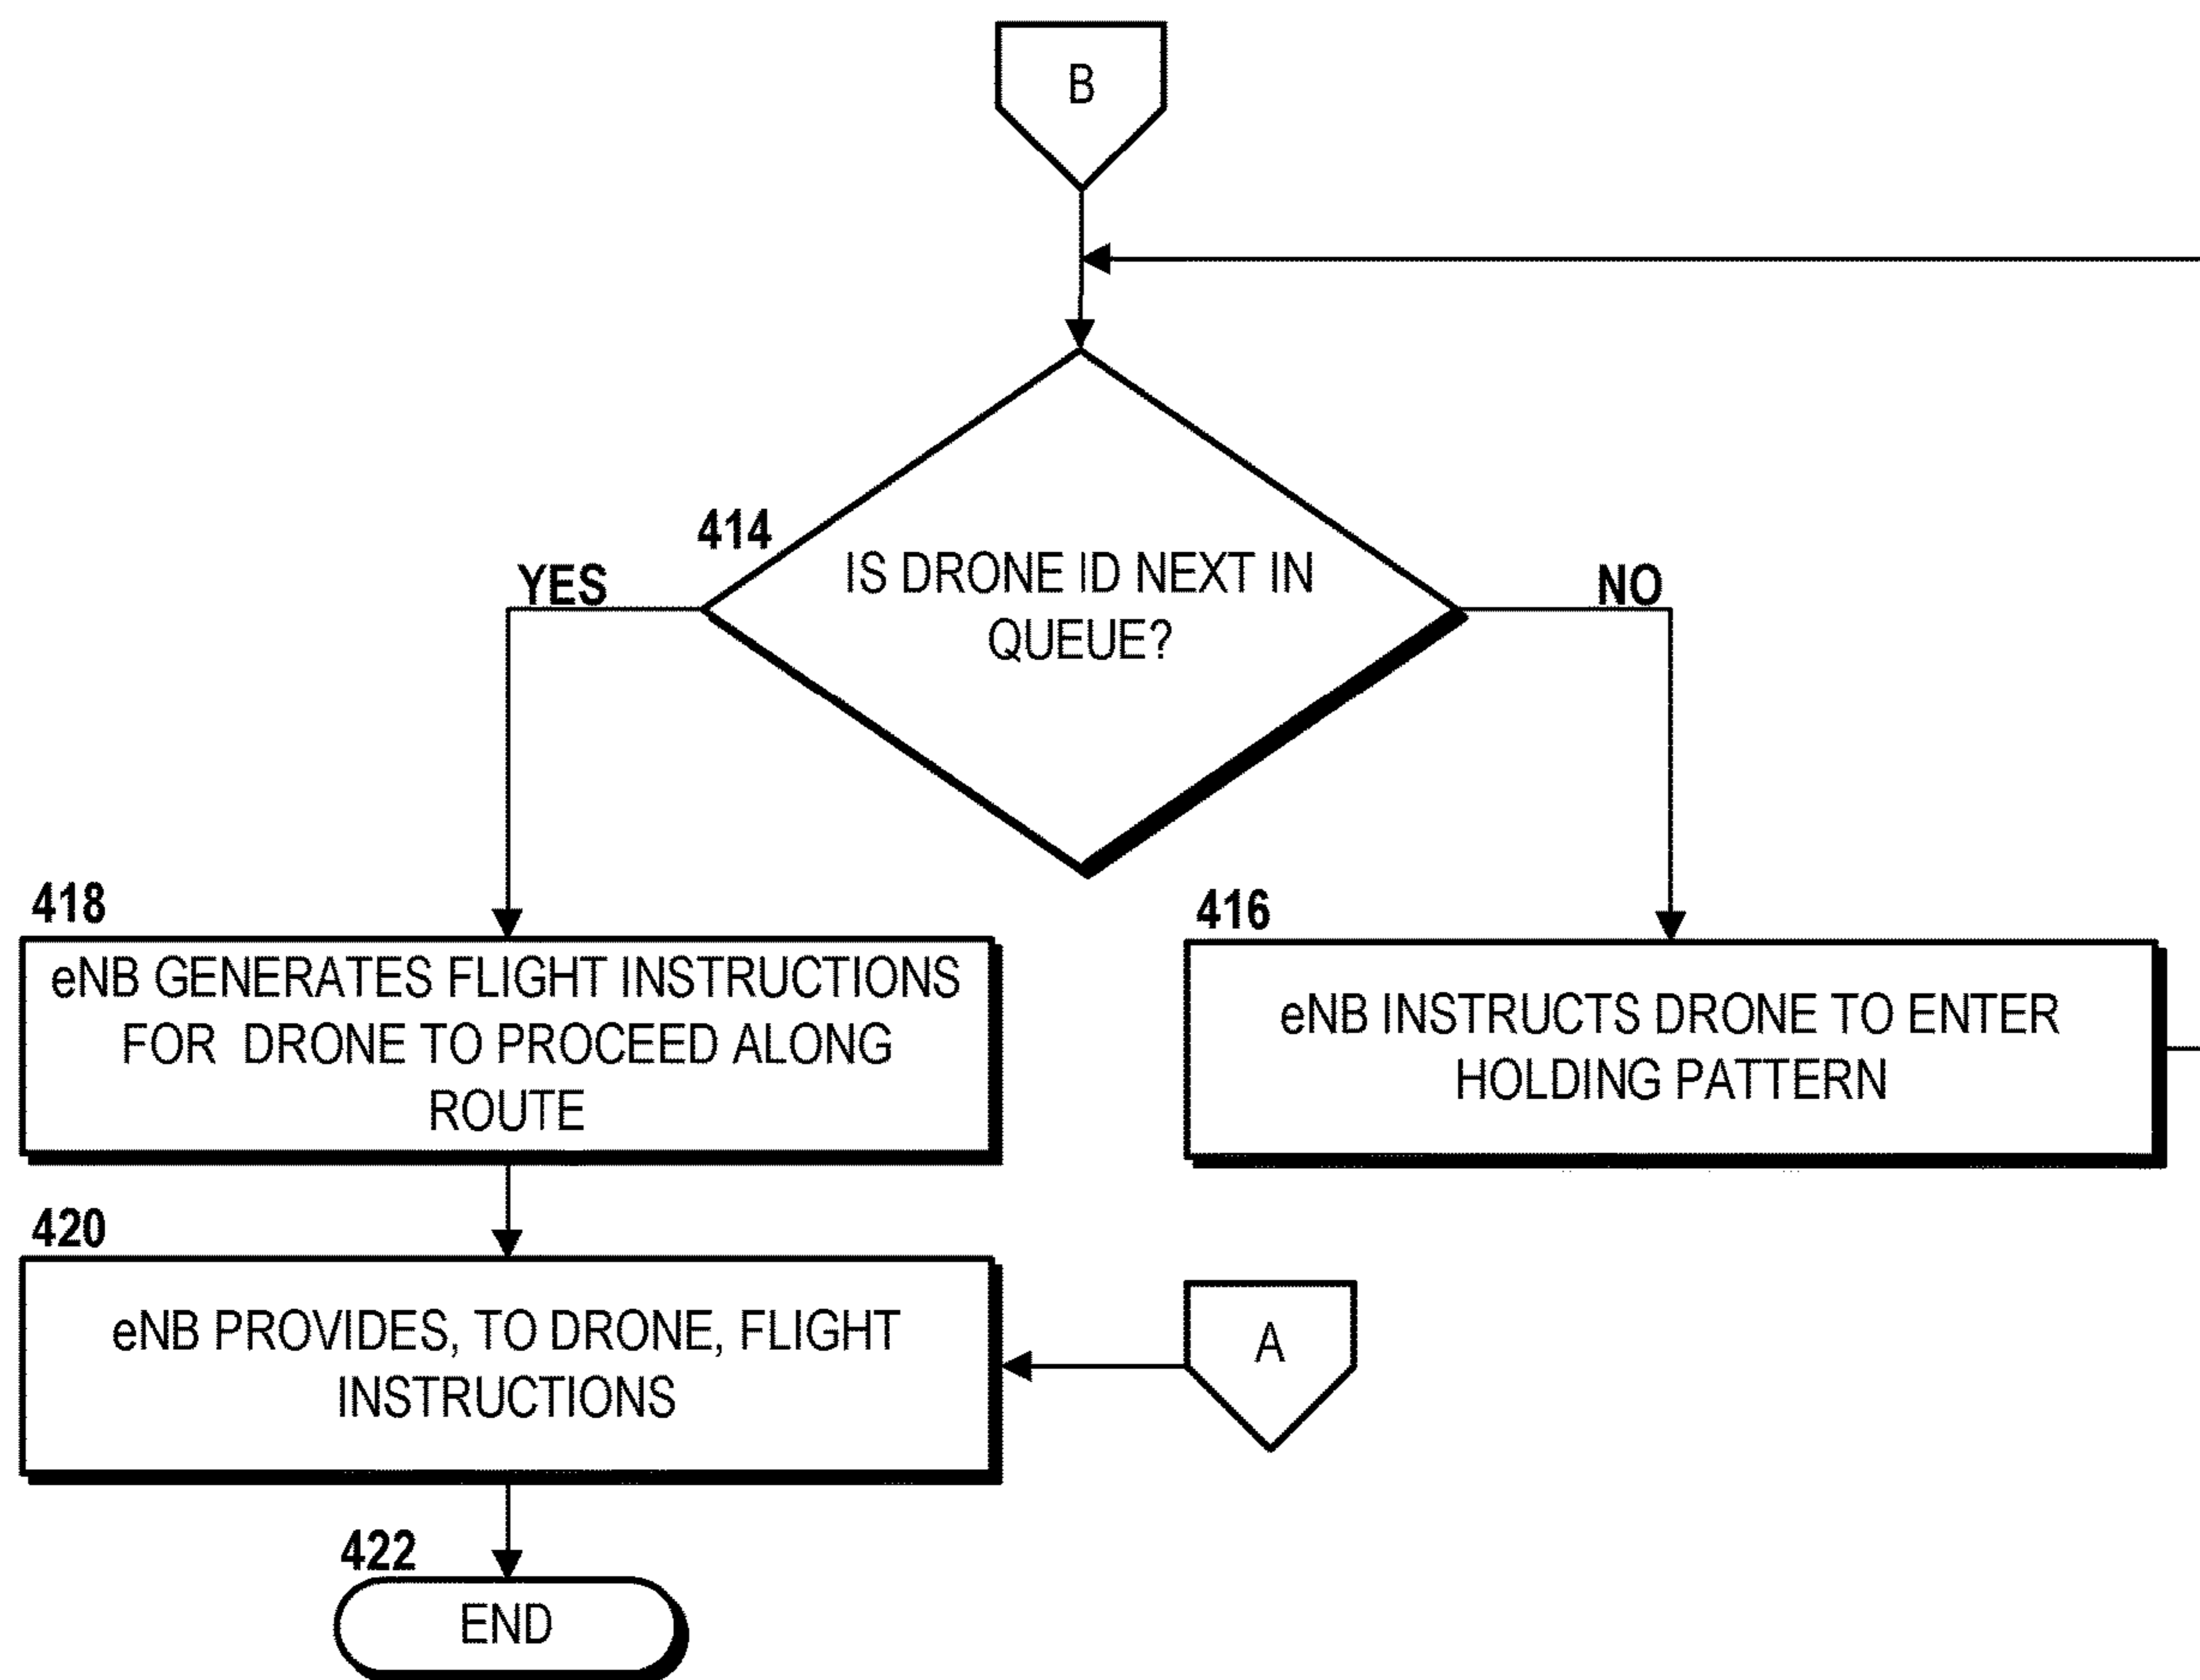 B
414
IS DRONE ID NEXT IN
QUEUE?
YES
NO
418
eNB GENERATES FLIGHT INSTRUCTIONS
FOR DRONE TO PROCEED ALONG
ROUTE
416
eNB INSTRUCTS DRONE TO ENTER
HOLDING PATTERN
420
eNB PROVIDES, TO DRONE, FLIGHT
INSTRUCTIONS
A
422
END